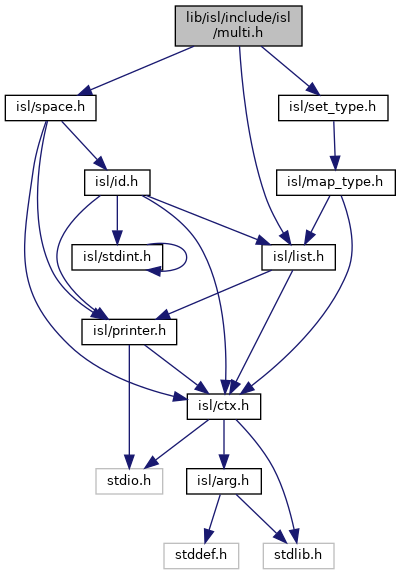 lib/isl/include/isl
/multi.h
isl/space.h
isl/set_type.h
isl/id.h
isl/map_type.h
isl/stdint.h
isl/list.h
isl/printer.h
isl/ctx.h
stdio.h
isl/arg.h
stddef.h
stdlib.h